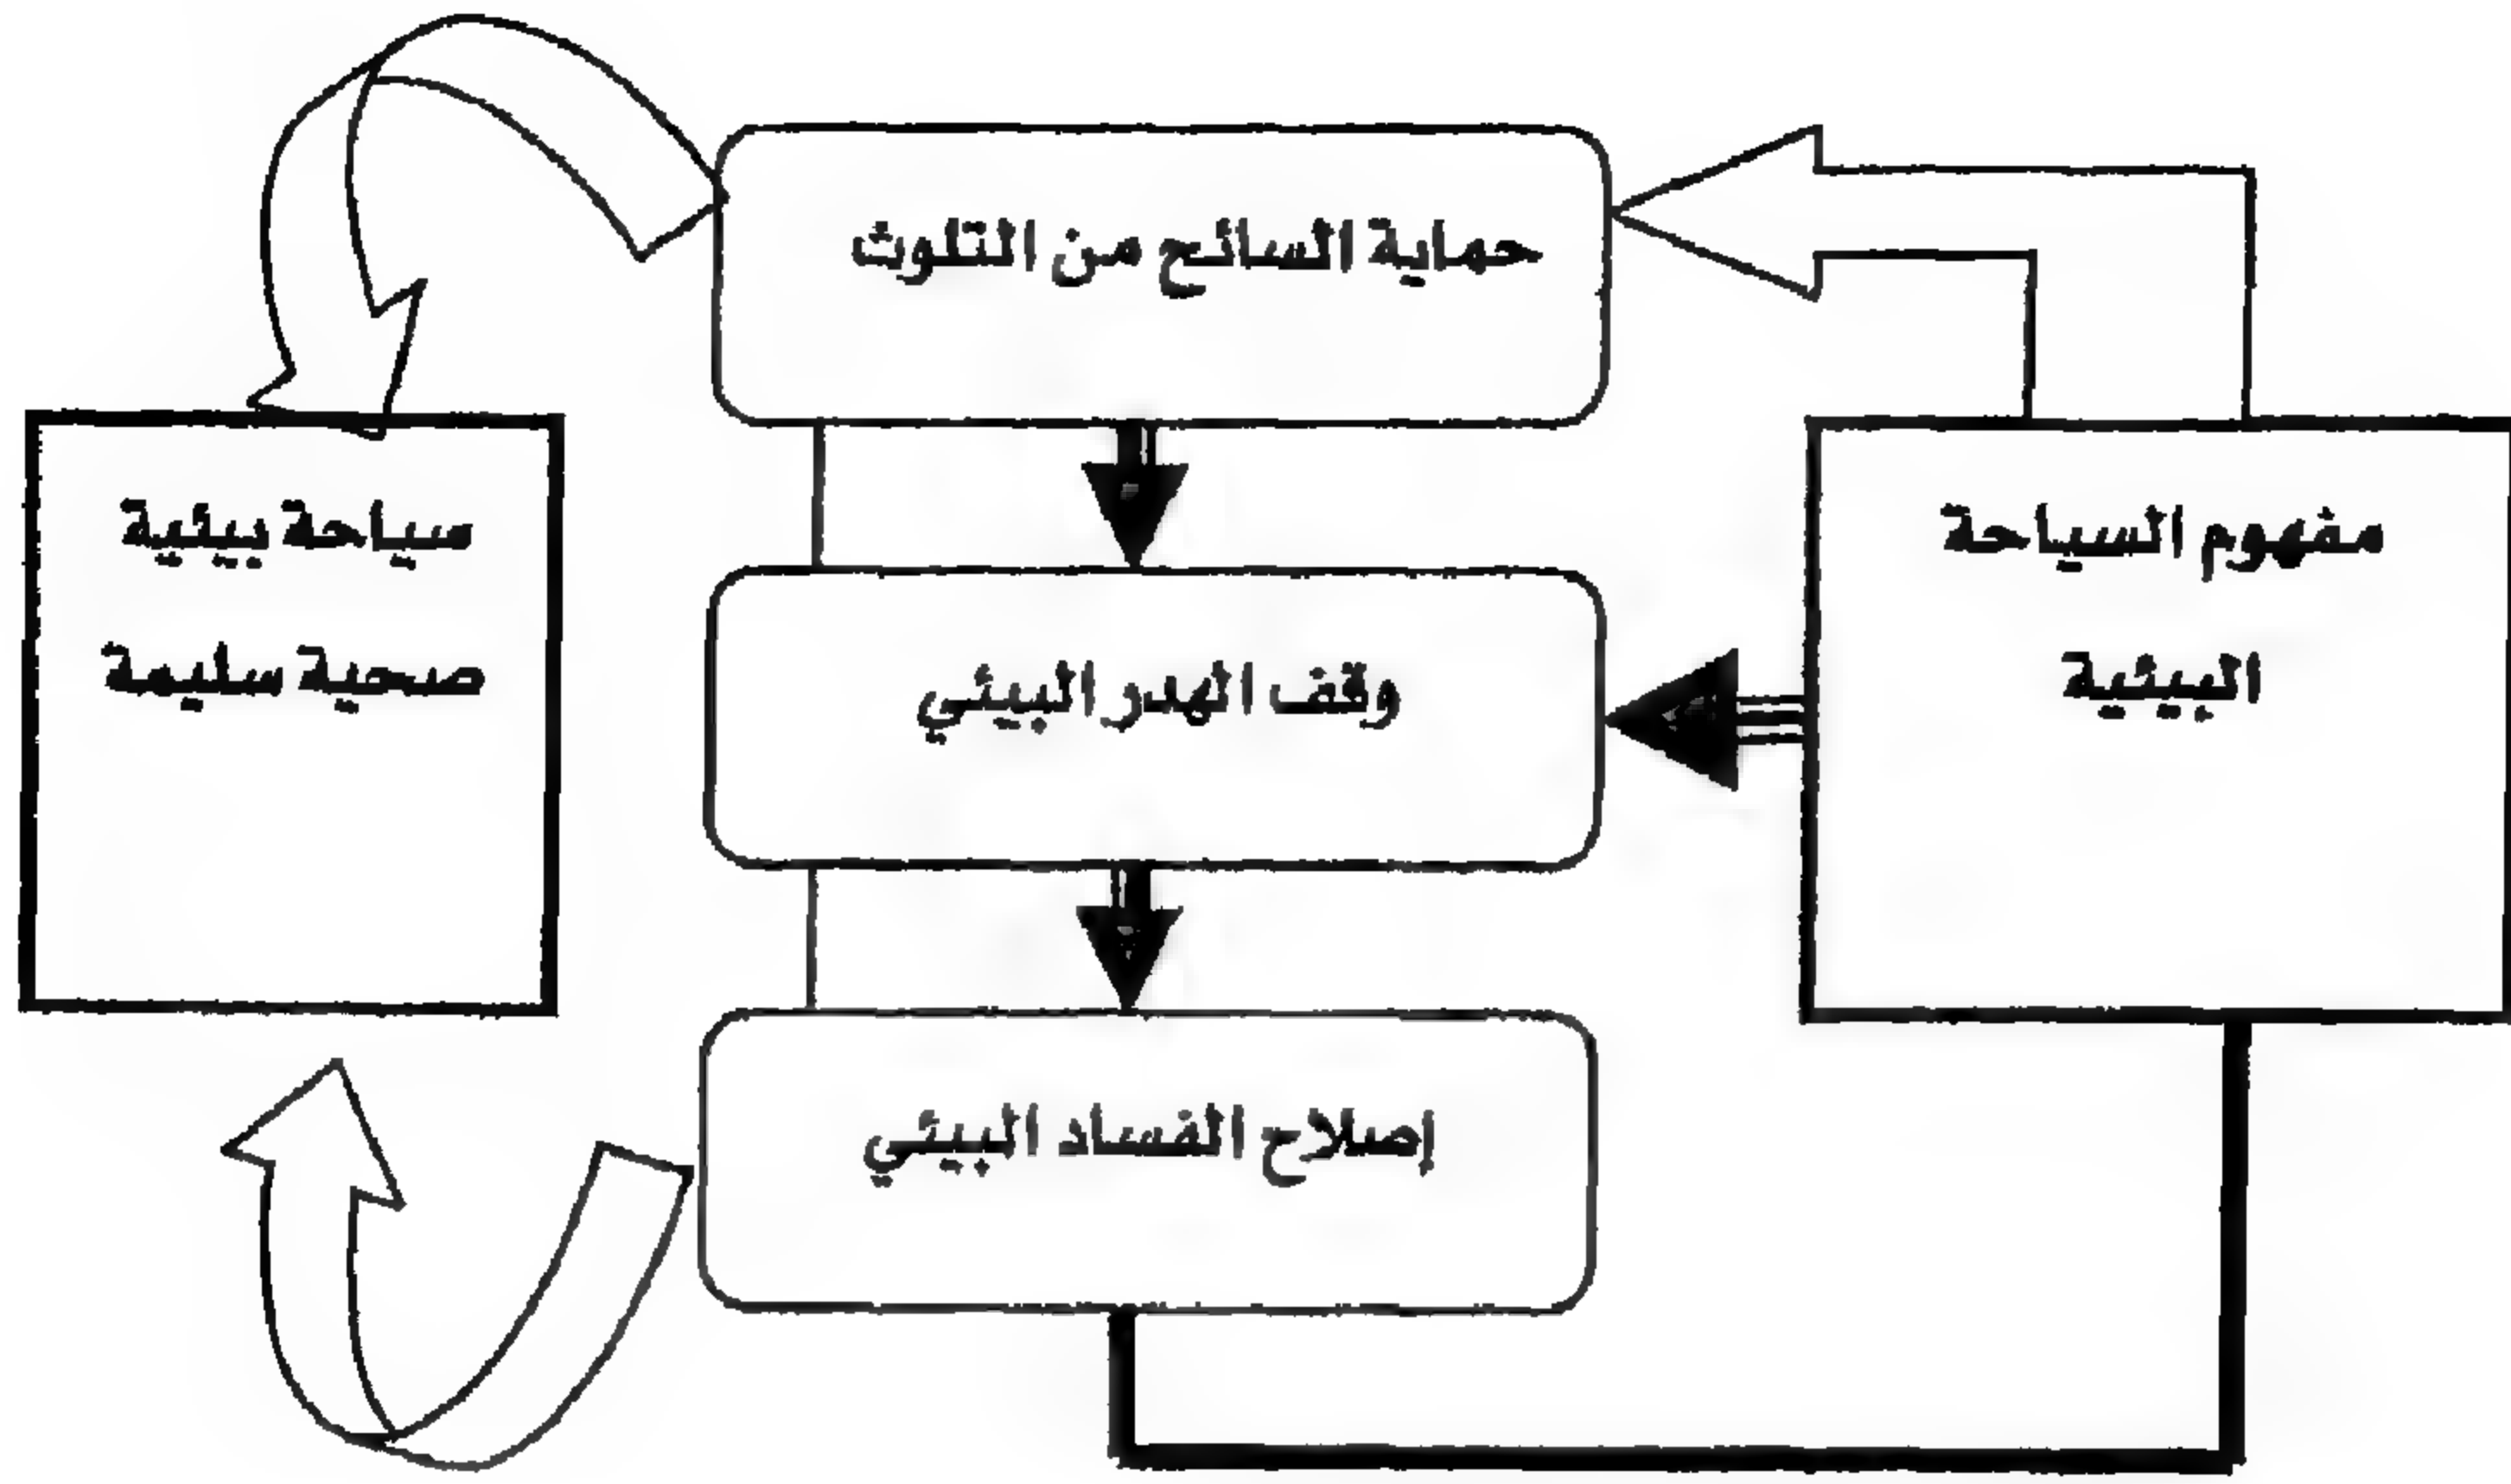 حماية السائح من التلوث
مفهوم السياحة
البيئية
وقف الهدر البيئي
إصلاح الفساد البيئي
سياحة بيئية
صحية سليمة